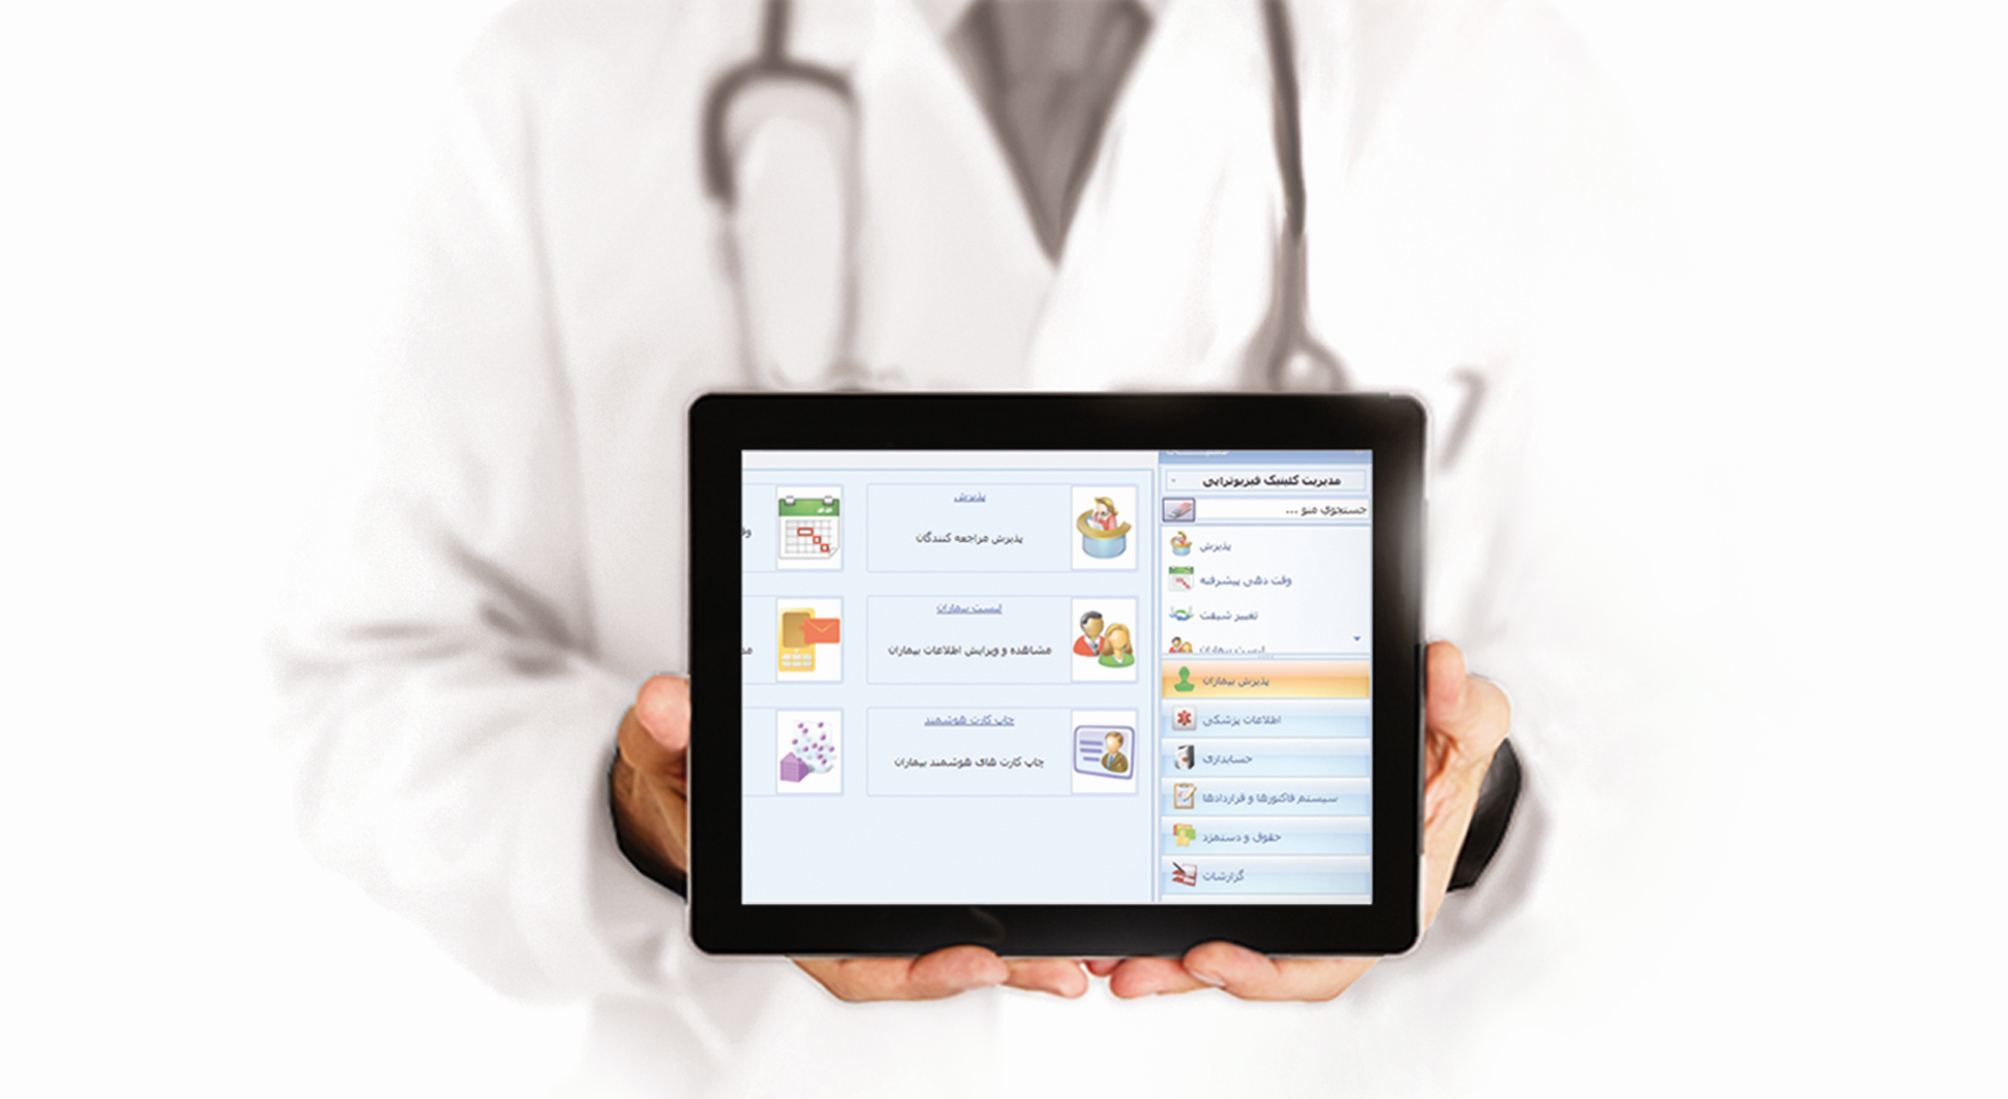 مدیریت کلینیک فیزیوتراپی
جستجوی منو ...
پذیرش
وقت دهی پیشرفته
تغییر شیفت
لیست بیماران
پذیرش بیماران
اطلاعات پزشکی
حسابداری
سیستم فاکتورها و قراردادها
حقوق و دستمزد
گزارشات
پذیرش
پذیرش مراجعه کنندگان
لیست بیماران
مشاهده و ویرایش اطلاعات بیماران
چاپ کارت هوشمند
چاپ کارت های هوشمند بیماران